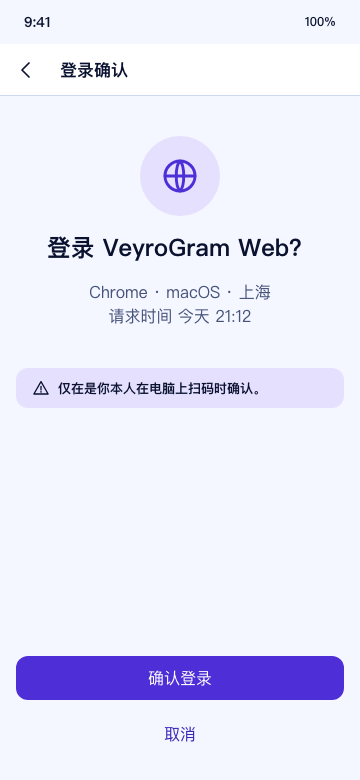 9:41
100%
登录确认
登录 VeyroGram Web?
Chrome · macOS · 上海
请求时间 今天 21:12
仅在是你本人在电脑上扫码时确认。
确认登录
取消